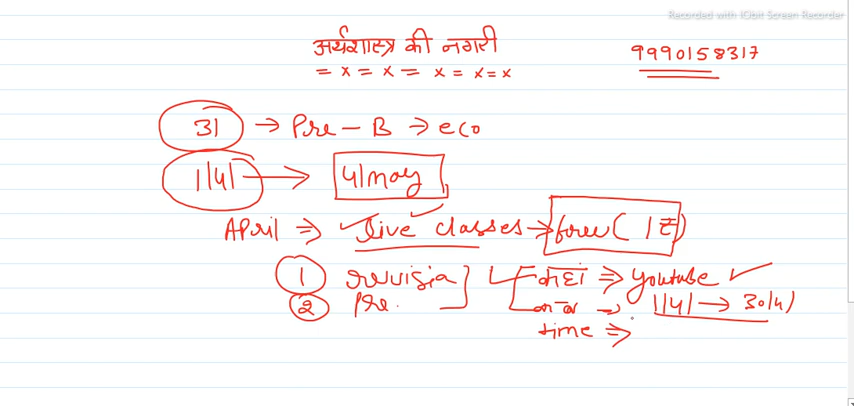 Recorded with iObit Screen Recorder
अर्थशास्त्र की नगरी
9990158317
= x = x = x = x = x
31 → Pre - B → eco
1/4/ → 4/may
April ⇒ ✓ live classes → free ( 1₹)
1 revisia कहां ⇒ youtube ✓
2 Pre. कब → 1/4/ → 30/4/
time ⇒